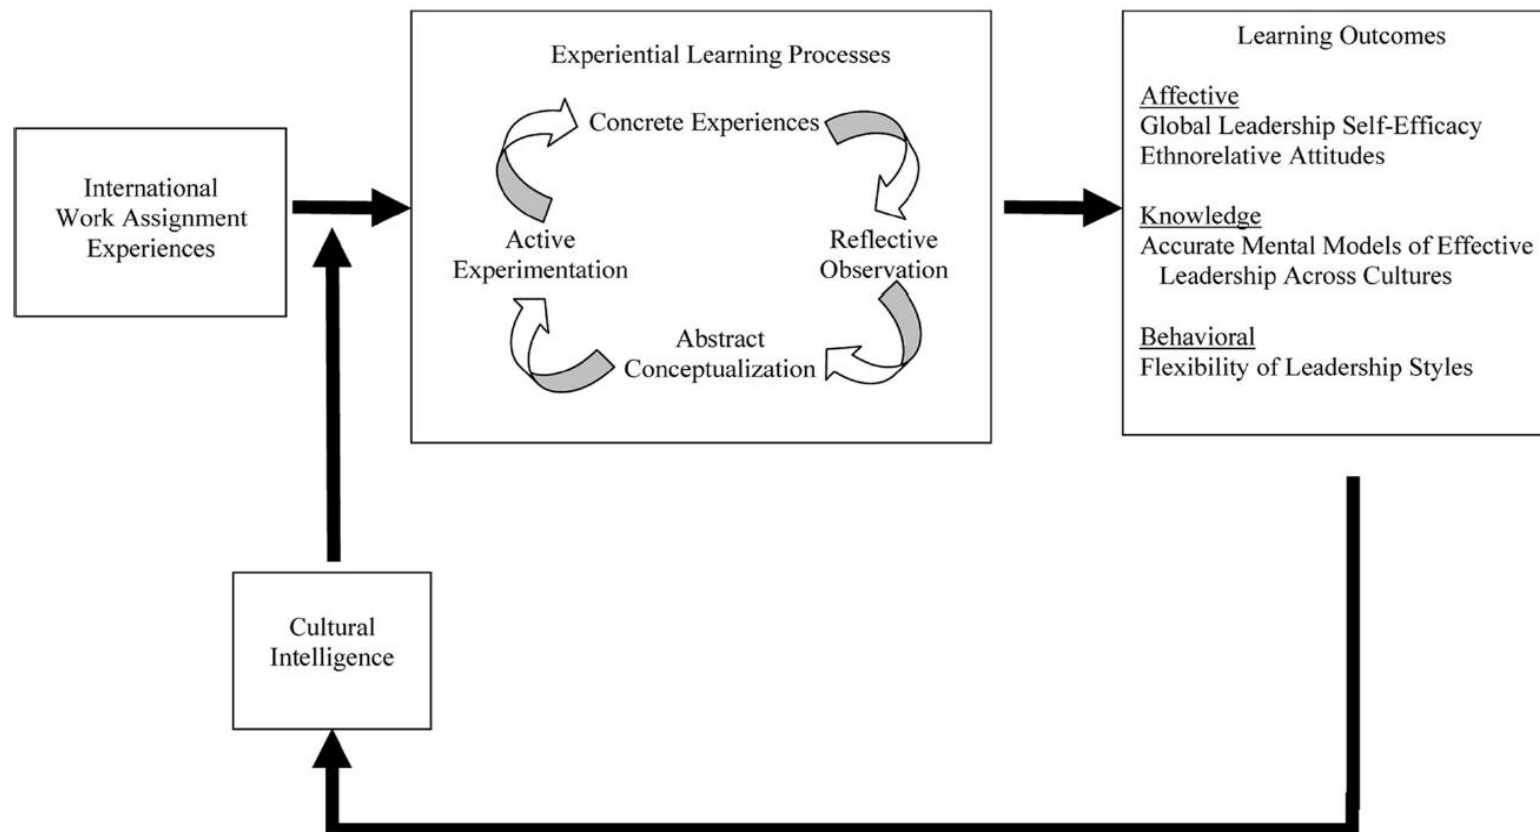 International
Work Assignment
Experiences
Experiential Learning Processes
Concrete Experiences
Reflective
Observation
Abstract
Conceptualization
Active
Experimentation
Learning Outcomes
Affective
Global Leadership Self-Efficacy
Ethnorelative Attitudes
Knowledge
Accurate Mental Models of Effective
Leadership Across Cultures
Behavioral
Flexibility of Leadership Styles
Cultural
Intelligence